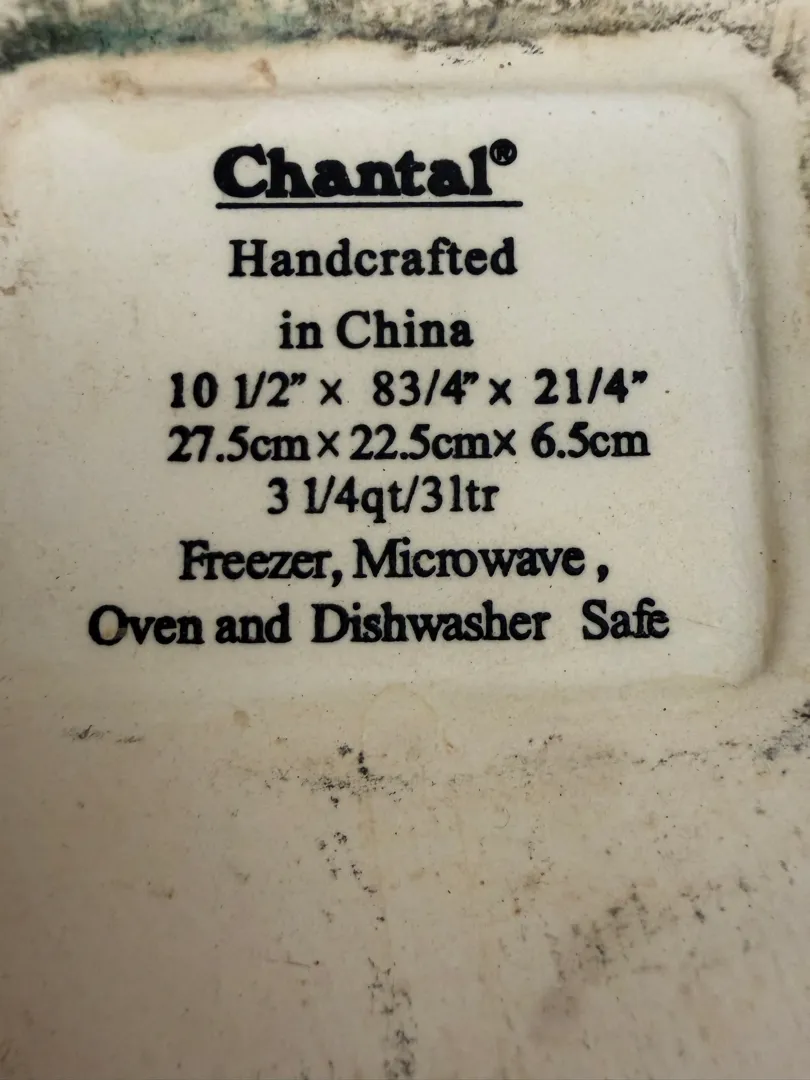 Chantal®
Handcrafted
in China
10 1/2” x 83/4” x 21/4”
27.5cm x 22.5cm x 6.5cm
3 1/4qt/3ltr
Freezer, Microwave ,
Oven and Dishwasher Safe